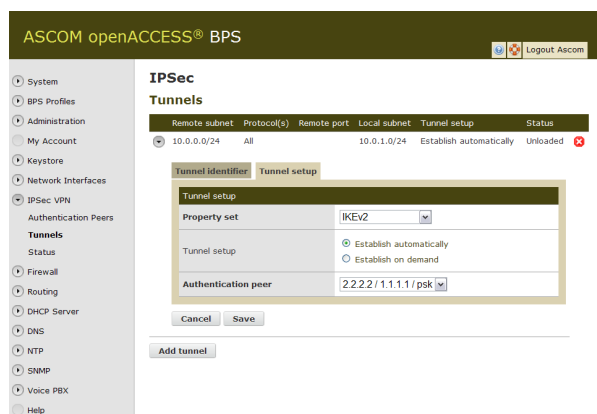 ASCOM openACCESS® BPS
Logout Ascom
System
BPS Profiles
Administration
My Account
Keystore
Network Interfaces
IPSec VPN
Authentication Peers
Tunnels
Status
Firewall
Routing
DHCP Server
DNS
NTP
SNMP
Voice PBX
Help
IPSec
Tunnels
Remote subnet Protocol(s) Remote port Local subnet Tunnel setup Status
10.0.0.0/24 All 10.0.1.0/24 Establish automatically Unloaded
Tunnel identifier Tunnel setup
Tunnel setup
Property set IKEv2
Tunnel setup
Establish automatically
Establish on demand
Authentication peer 2.2.2.2 / 1.1.1.1 / psk
Cancel Save
Add tunnel